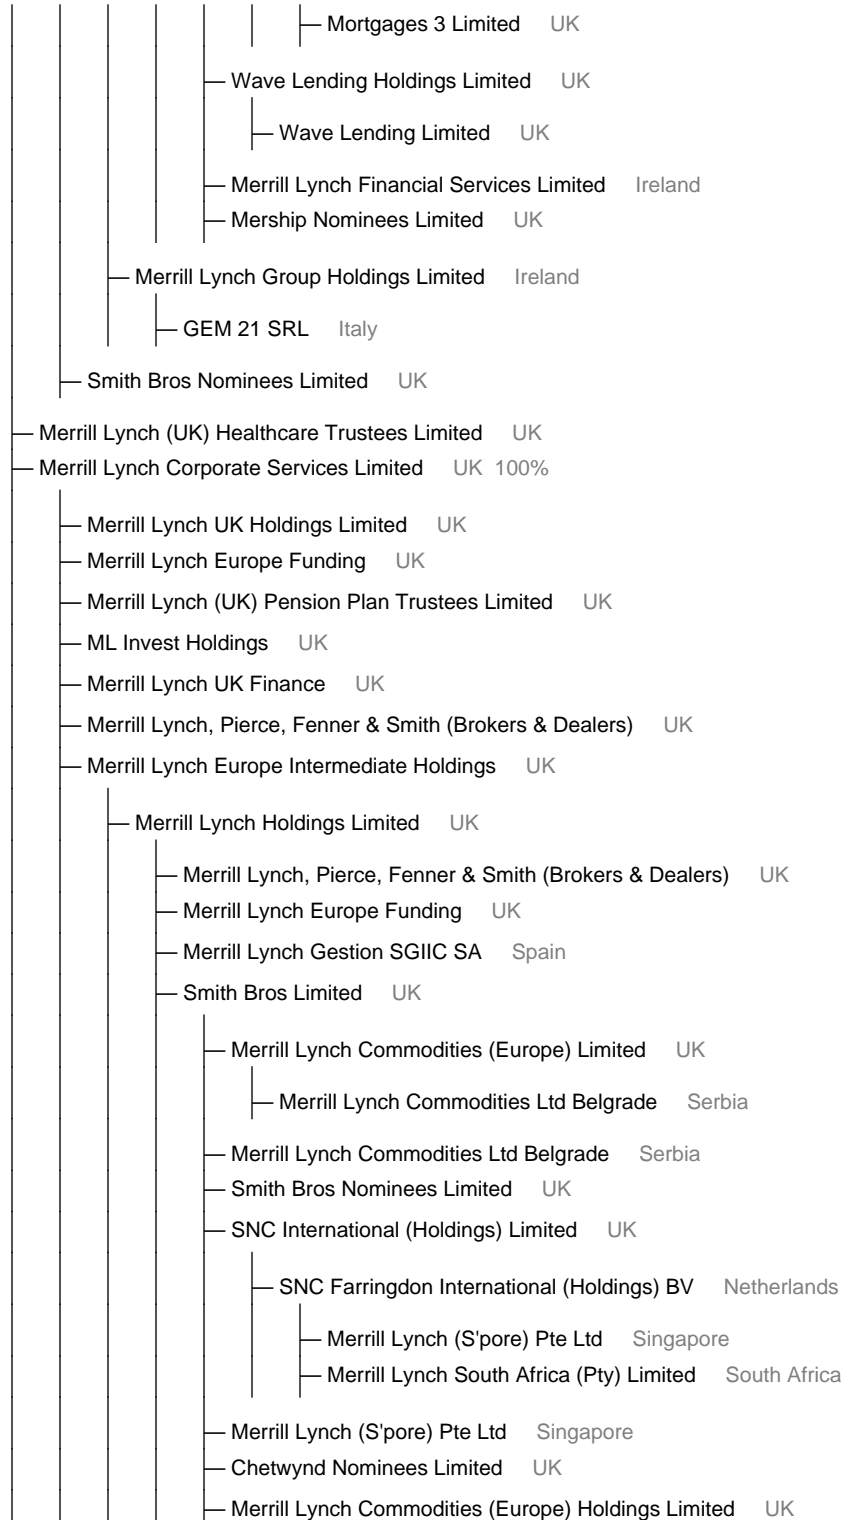 Mortgages 3 Limited UK
Wave Lending Holdings Limited UK
Wave Lending Limited UK
Merrill Lynch Financial Services Limited Ireland
Mership Nominees Limited UK
Merrill Lynch Group Holdings Limited Ireland
GEM 21 SRL Italy
Smith Bros Nominees Limited UK
Merrill Lynch (UK) Healthcare Trustees Limited UK
Merrill Lynch Corporate Services Limited UK 100%
Merrill Lynch UK Holdings Limited UK
Merrill Lynch Europe Funding UK
Merrill Lynch (UK) Pension Plan Trustees Limited UK
ML Invest Holdings UK
Merrill Lynch UK Finance UK
Merrill Lynch, Pierce, Fenner & Smith (Brokers & Dealers) UK
Merrill Lynch Europe Intermediate Holdings UK
Merrill Lynch Holdings Limited UK
Merrill Lynch, Pierce, Fenner & Smith (Brokers & Dealers) UK
Merrill Lynch Europe Funding UK
Merrill Lynch Gestion SGIIC SA Spain
Smith Bros Limited UK
Merrill Lynch Commodities (Europe) Limited UK
Merrill Lynch Commodities Ltd Belgrade Serbia
Merrill Lynch Commodities Ltd Belgrade Serbia
Smith Bros Nominees Limited UK
SNC International (Holdings) Limited UK
SNC Farringdon International (Holdings) BV Netherlands
Merrill Lynch (S'pore) Pte Ltd Singapore
Merrill Lynch South Africa (Pty) Limited South Africa
Merrill Lynch (S'pore) Pte Ltd Singapore
Chetwynd Nominees Limited UK
Merrill Lynch Commodities (Europe) Holdings Limited UK